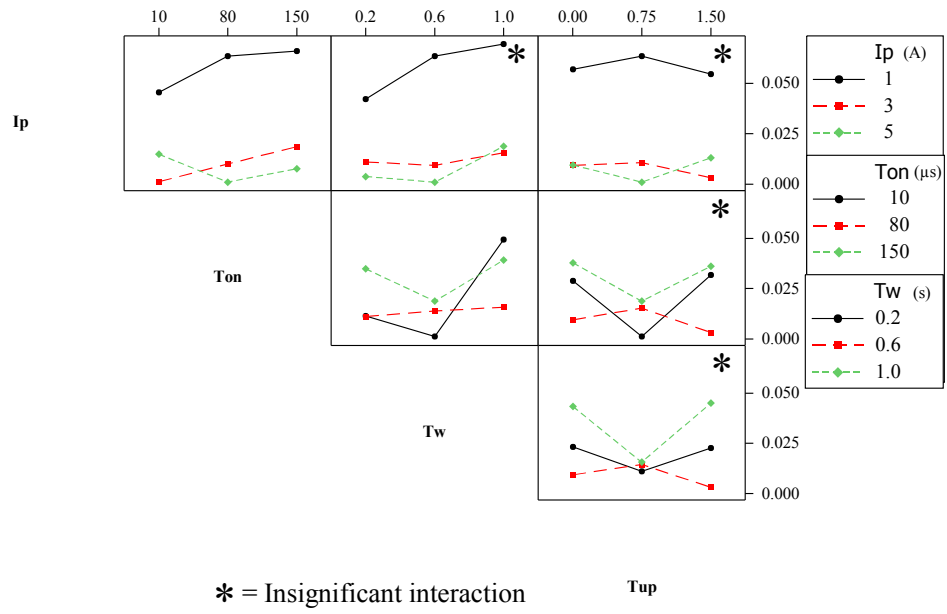 10 80 150 0.2 0.6 1.0 0.00 0.75 1.50
* *
Ip
0.050
0.025
0.000
Ip (A)
1
3
5
*
Ton
0.050
0.025
0.000
Ton (µs)
10
80
150
*
Tw
0.050
0.025
0.000
Tw (s)
0.2
0.6
1.0
* = Insignificant interaction
Tup